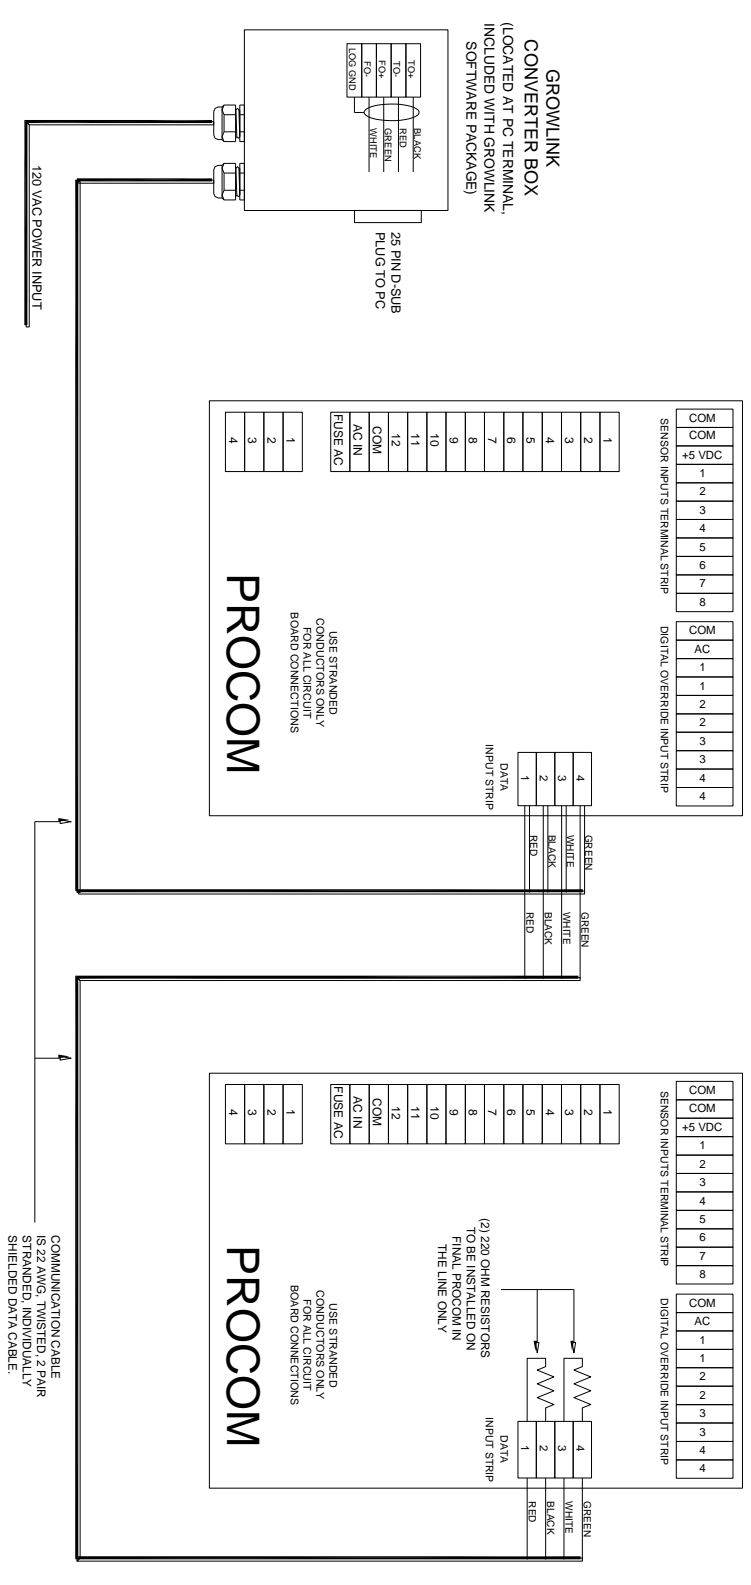 GROWLINK
CONVERTER BOX
(LOCATED AT PC TERMINAL,
INCLUDED WITH GROWLINK
SOFTWARE PACKAGE)
TO+
TO-
FO+
FO-
LOG GND
BLACK
RED
GREEN
WHITE
25 PIN D-SUB
PLUG TO PC
120 VAC POWER INPUT
COM
COM
+5 VDC
1
2
3
4
5
6
7
8
SENSOR INPUTS TERMINAL STRIP
COM
AC
1
1
2
2
3
3
4
4
DIGITAL OVERRIDE INPUT STRIP
1
2
3
4
5
6
7
8
9
10
11
12
COM
AC IN
FUSE AC
1
2
3
4
USE STRANDED
CONDUCTORS ONLY
FOR ALL CIRCUIT
BOARD CONNECTIONS
PROCOM
DATA
INPUT STRIP
4
3
2
1
GREEN
WHITE
BLACK
RED
GREEN
WHITE
BLACK
RED
COM
COM
+5 VDC
1
2
3
4
5
6
7
8
SENSOR INPUTS TERMINAL STRIP
COM
AC
1
1
2
2
3
3
4
4
DIGITAL OVERRIDE INPUT STRIP
1
2
3
4
5
6
7
8
9
10
11
12
COM
AC IN
FUSE AC
1
2
3
4
(2) 220 OHM RESISTORS
TO BE INSTALLED ON
FINAL PROCOM IN
THE LINE ONLY
USE STRANDED
CONDUCTORS ONLY
FOR ALL CIRCUIT
BOARD CONNECTIONS
PROCOM
DATA
INPUT STRIP
4
3
2
1
GREEN
WHITE
BLACK
RED
COMMUNICATION CABLE
IS 22 AWG, TWISTED, 2 PAIR
STRANDED, INDIVIDUALLY
SHIELDED DATA CABLE.